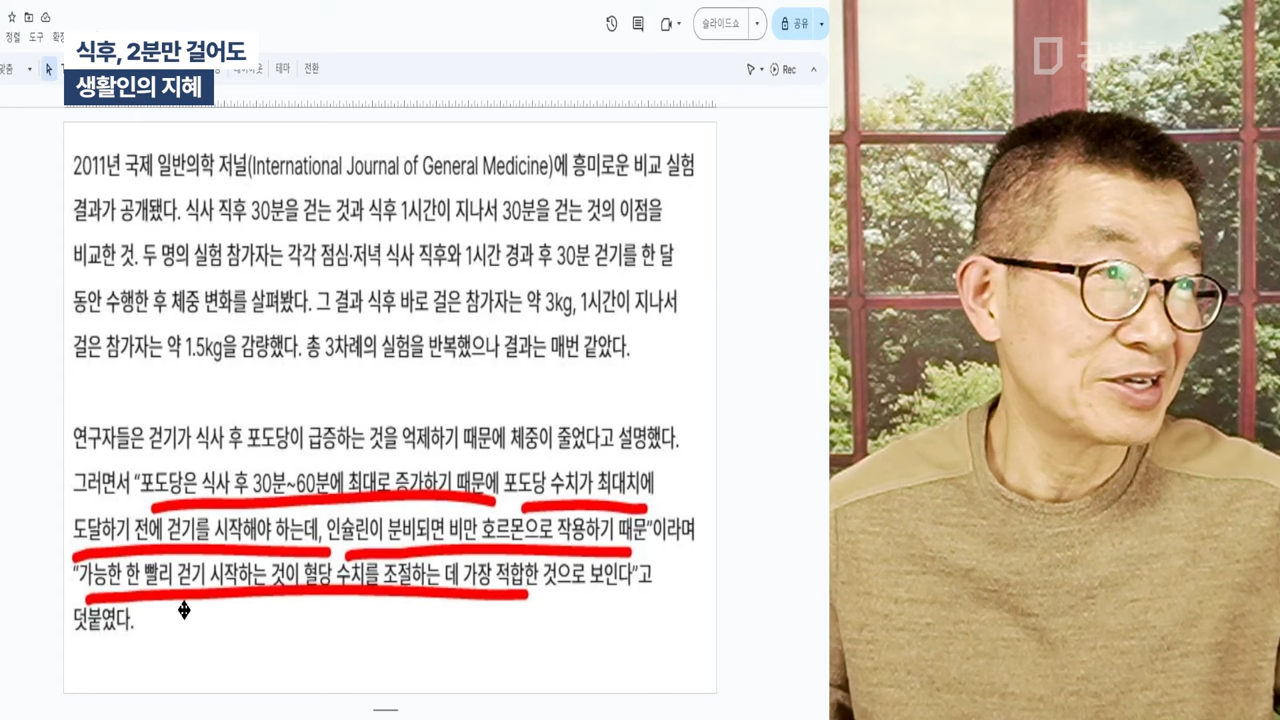 정렬 도구
슬라이드쇼
공유
식후, 2분만 걸어도
생활인의 지혜
테마 전환
Rec
2011년 국제 일반의학 저널(International Journal of General Medicine)에 흥미로운 비교 실험
결과가 공개됐다. 식사 직후 30분을 걷는 것과 식후 1시간이 지나서 30분을 걷는 것의 이점을
비교한 것. 두 명의 실험 참가자는 각각 점심·저녁 식사 직후와 1시간 경과 후 30분 걷기를 한 달
동안 수행한 후 체중 변화를 살펴봤다. 그 결과 식후 바로 걸은 참가자는 약 3kg, 1시간이 지나서
걸은 참가자는 약 1.5kg을 감량했다. 총 3차례의 실험을 반복했으나 결과는 매번 같았다.
연구자들은 걷기가 식사 후 포도당이 급증하는 것을 억제하기 때문에 체중이 줄었다고 설명했다.
그러면서 “포도당은 식사 후 30분~60분에 최대로 증가하기 때문에 포도당 수치가 최대치에
도달하기 전에 걷기를 시작해야 하는데, 인슐린이 분비되면 비만 호르몬으로 작용하기 때문”이라며
“가능한 한 빨리 걷기 시작하는 것이 혈당 수치를 조절하는 데 가장 적합한 것으로 보인다”고
덧붙였다.